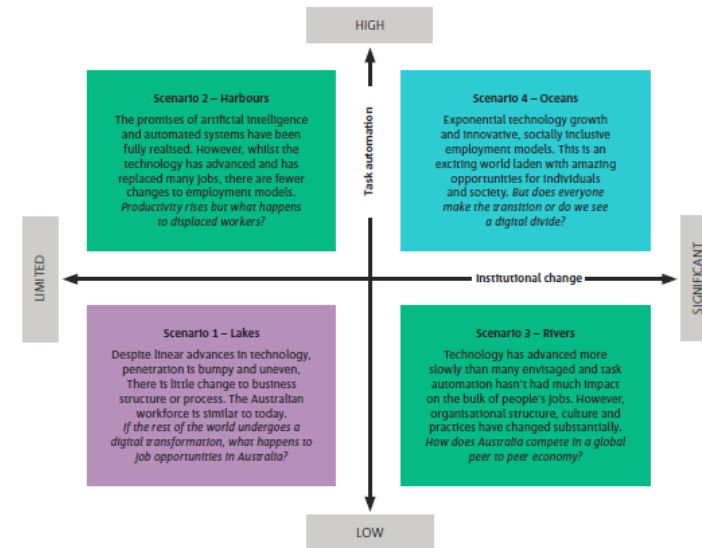 HIGH
Scenario 2 – Harbours
The promises of artificial intelligence
and automated systems have been
fully realised. However, whilst the
technology has advanced and has
replaced many jobs, there are fewer
changes to employment models.
Productivity rises but what happens
to displaced workers?
Task automation
Scenario 4 – Oceans
Exponential technology growth
and innovative, socially inclusive
employment models. This is an
exciting world laden with amazing
opportunities for individuals
and society. But does everyone
make the transition or do we see
a digital divide?
LIMITED
Institutional change
SIGNIFICANT
Scenario 1 – Lakes
Despite linear advances in technology,
penetration is bumpy and uneven,
There is little change to business
structure or process. The Australian
workforce is similar to today.
If the rest of the world undergoes a
digital transformation, what happens to
job opportunities in Australia?
Scenario 3 – Rivers
Technology has advanced more
slowly than many envisaged and task
automation hasn't had much impact
on the bulk of people's jobs. However,
organisational structure, culture and
practices have changed substantially.
How does Australia compete in a global
peer to peer economy?
LOW